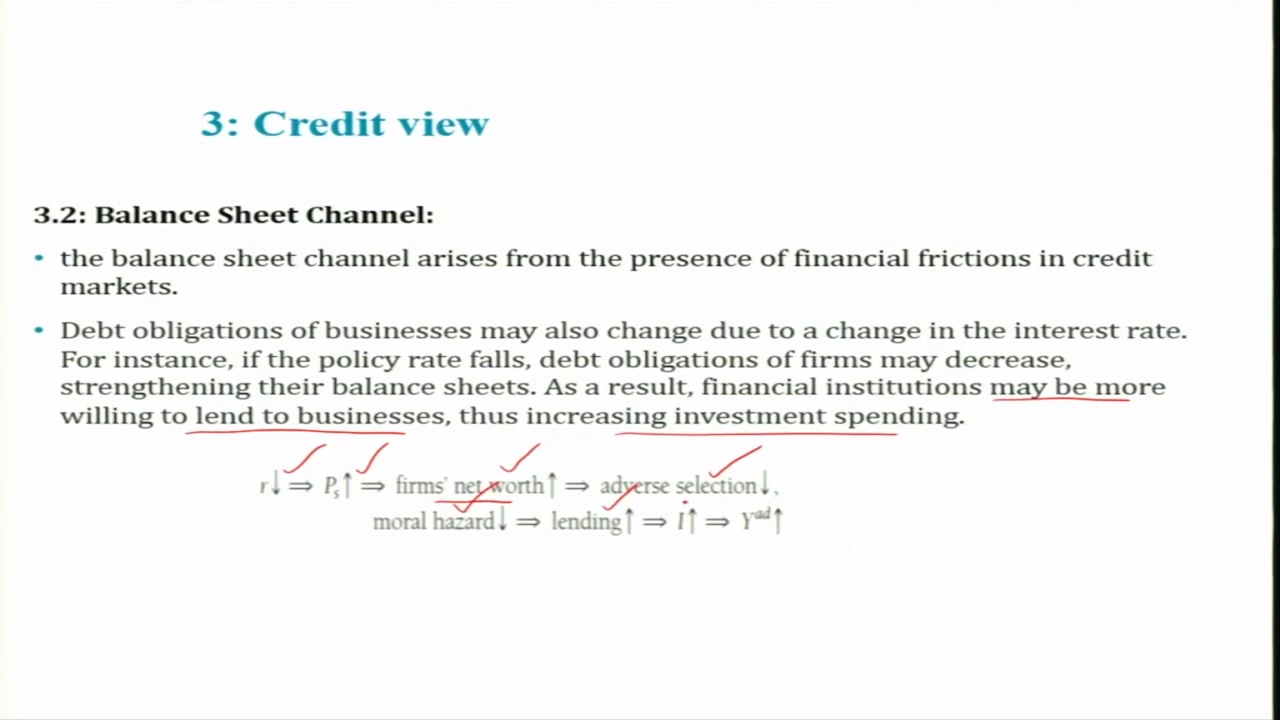 3: Credit view
3.2: Balance Sheet Channel:
• the balance sheet channel arises from the presence of financial frictions in credit
markets.
• Debt obligations of businesses may also change due to a change in the interest rate.
For instance, if the policy rate falls, debt obligations of firms may decrease,
strengthening their balance sheets. As a result, financial institutions may be more
willing to lend to businesses, thus increasing investment spending.
r↓ ⇒ Pₛ↑ ⇒ firms' net worth↑ ⇒ adverse selection↓,
moral hazard↓ ⇒ lending↑ ⇒ I↑ ⇒ Yᵃᵈ↑